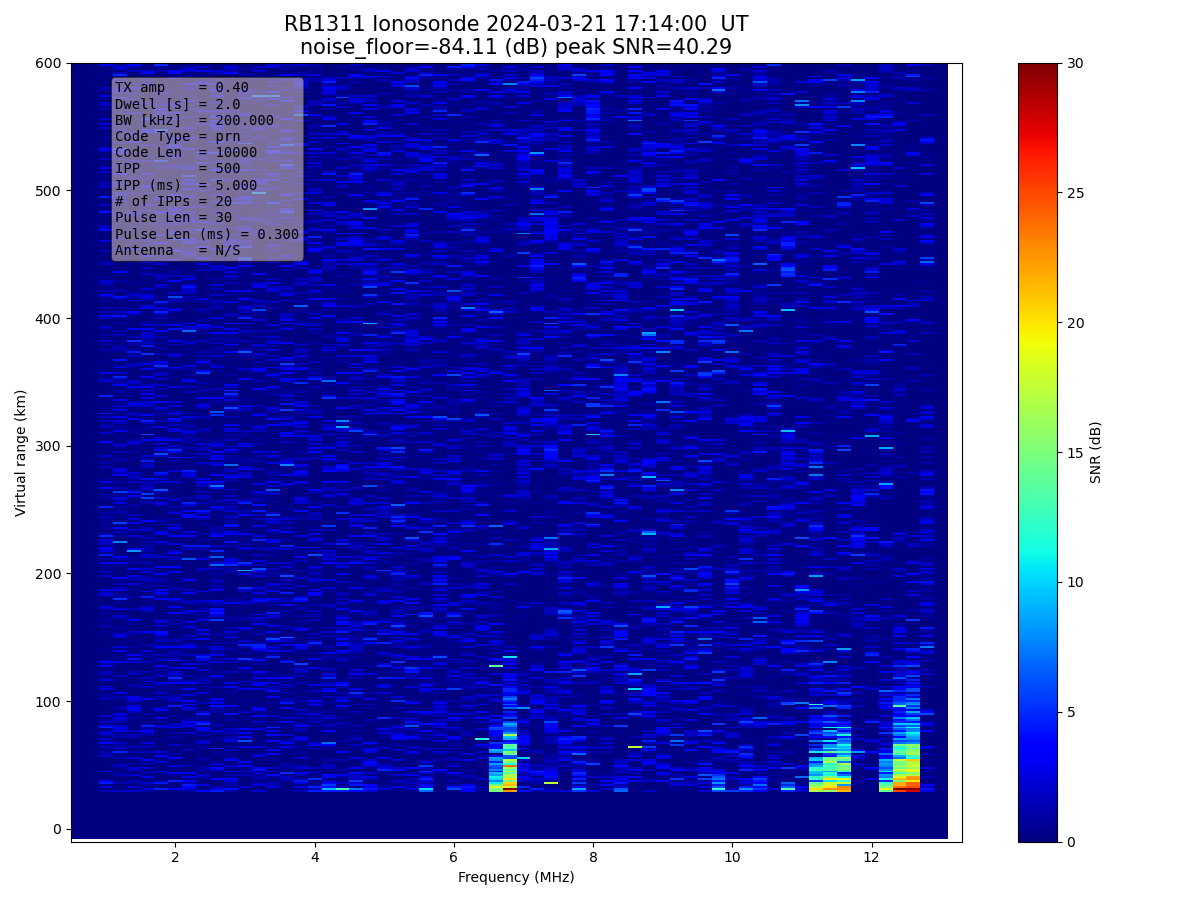 RB1311 Ionosonde 2024-03-21 17:14:00  UT
noise_floor=-84.11 (dB) peak SNR=40.29
600
500
400
300
200
100
0
Virtual range (km)
TX amp    = 0.40
Dwell [s] = 2.0
BW [kHz]  = 200.000
Code Type = prn
Code Len  = 10000
IPP       = 500
IPP (ms)  = 5.000
# of IPPs = 20
Pulse Len = 30
Pulse Len (ms) = 0.300
Antenna   = N/S
2 4 6 8 10 12
Frequency (MHz)
30
25
20
15
10
5
0
SNR (dB)